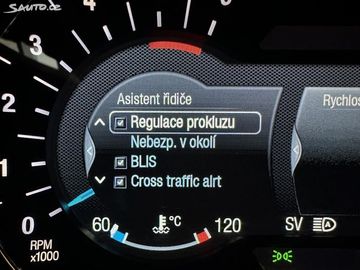 SAUTO.CZ
5
4
3
2
1
0
RPM
x1000
Asistent řidiče
Regulace prokluzu
Nebezp. v okolí
BLIS
Cross traffic alrt
60
°C
120
Rychlos
SV
A